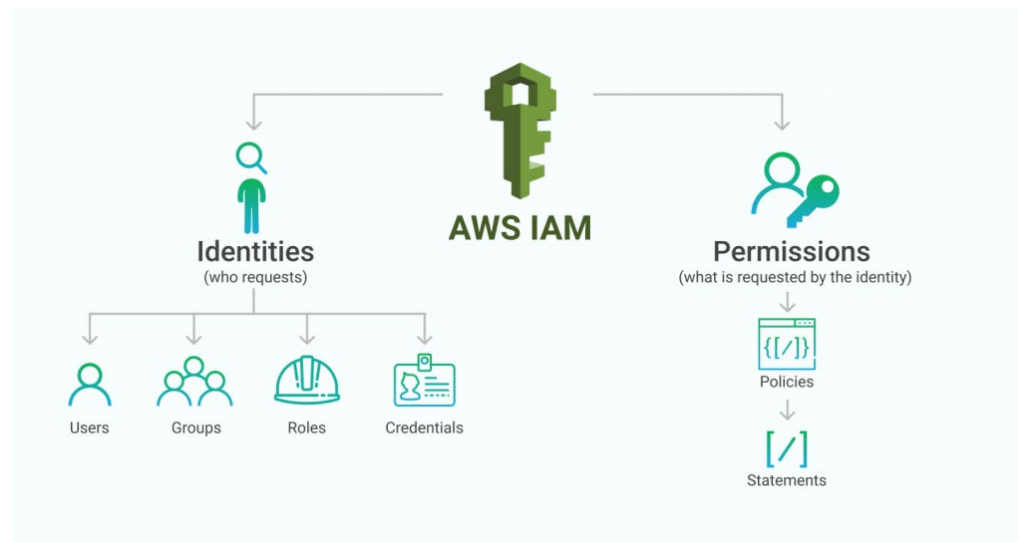 AWS IAM
Identities
(who requests)
Users
Groups
Roles
Credentials
Permissions
(what is requested by the identity)
{[/]}
Policies
[/]
Statements